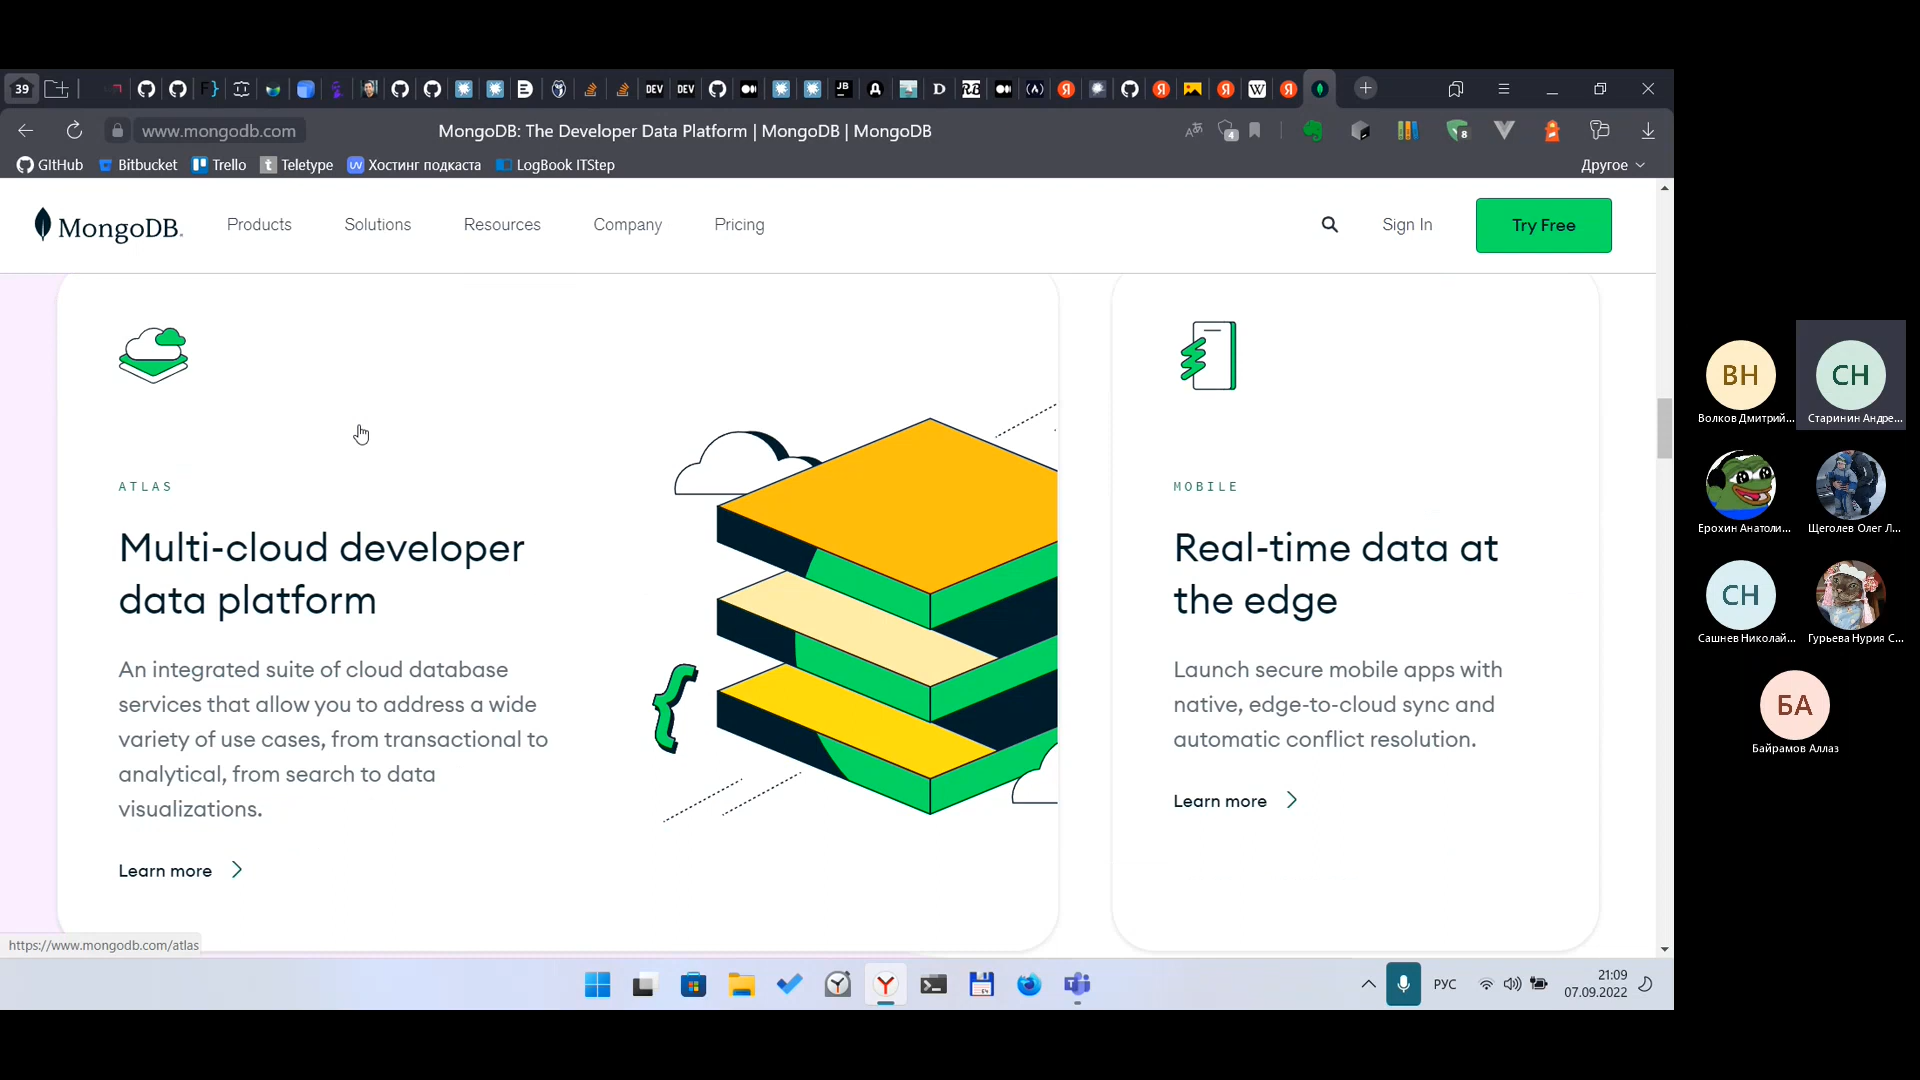 39
DEV
DEV
www.mongodb.com
MongoDB: The Developer Data Platform | MongoDB | MongoDB
GItHub
Bitbucket
Trello
Teletype
Хостинг подкаста
LogBook ITStep
Другое
MongoDB.
Products
Solutions
Resources
Company
Pricing
Sign In
Try Free
ATLAS
Multi-cloud developer
data platform
An integrated suite of cloud database
services that allow you to address a wide
variety of use cases, from transactional to
analytical, from search to data
visualizations.
Learn more
MOBILE
Real-time data at
the edge
Launch secure mobile apps with
native, edge-to-cloud sync and
automatic conflict resolution.
Learn more
https://www.mongodb.com/atlas
РУС
21:09
07.09.2022
ВН
Волков Дмитрий...
СН
Старинин Андре...
Ерохин Анатоли...
Щеголев Олег Л...
СН
Сашнев Николай...
Гурьева Нурия С...
БА
Байрамов Аллаз